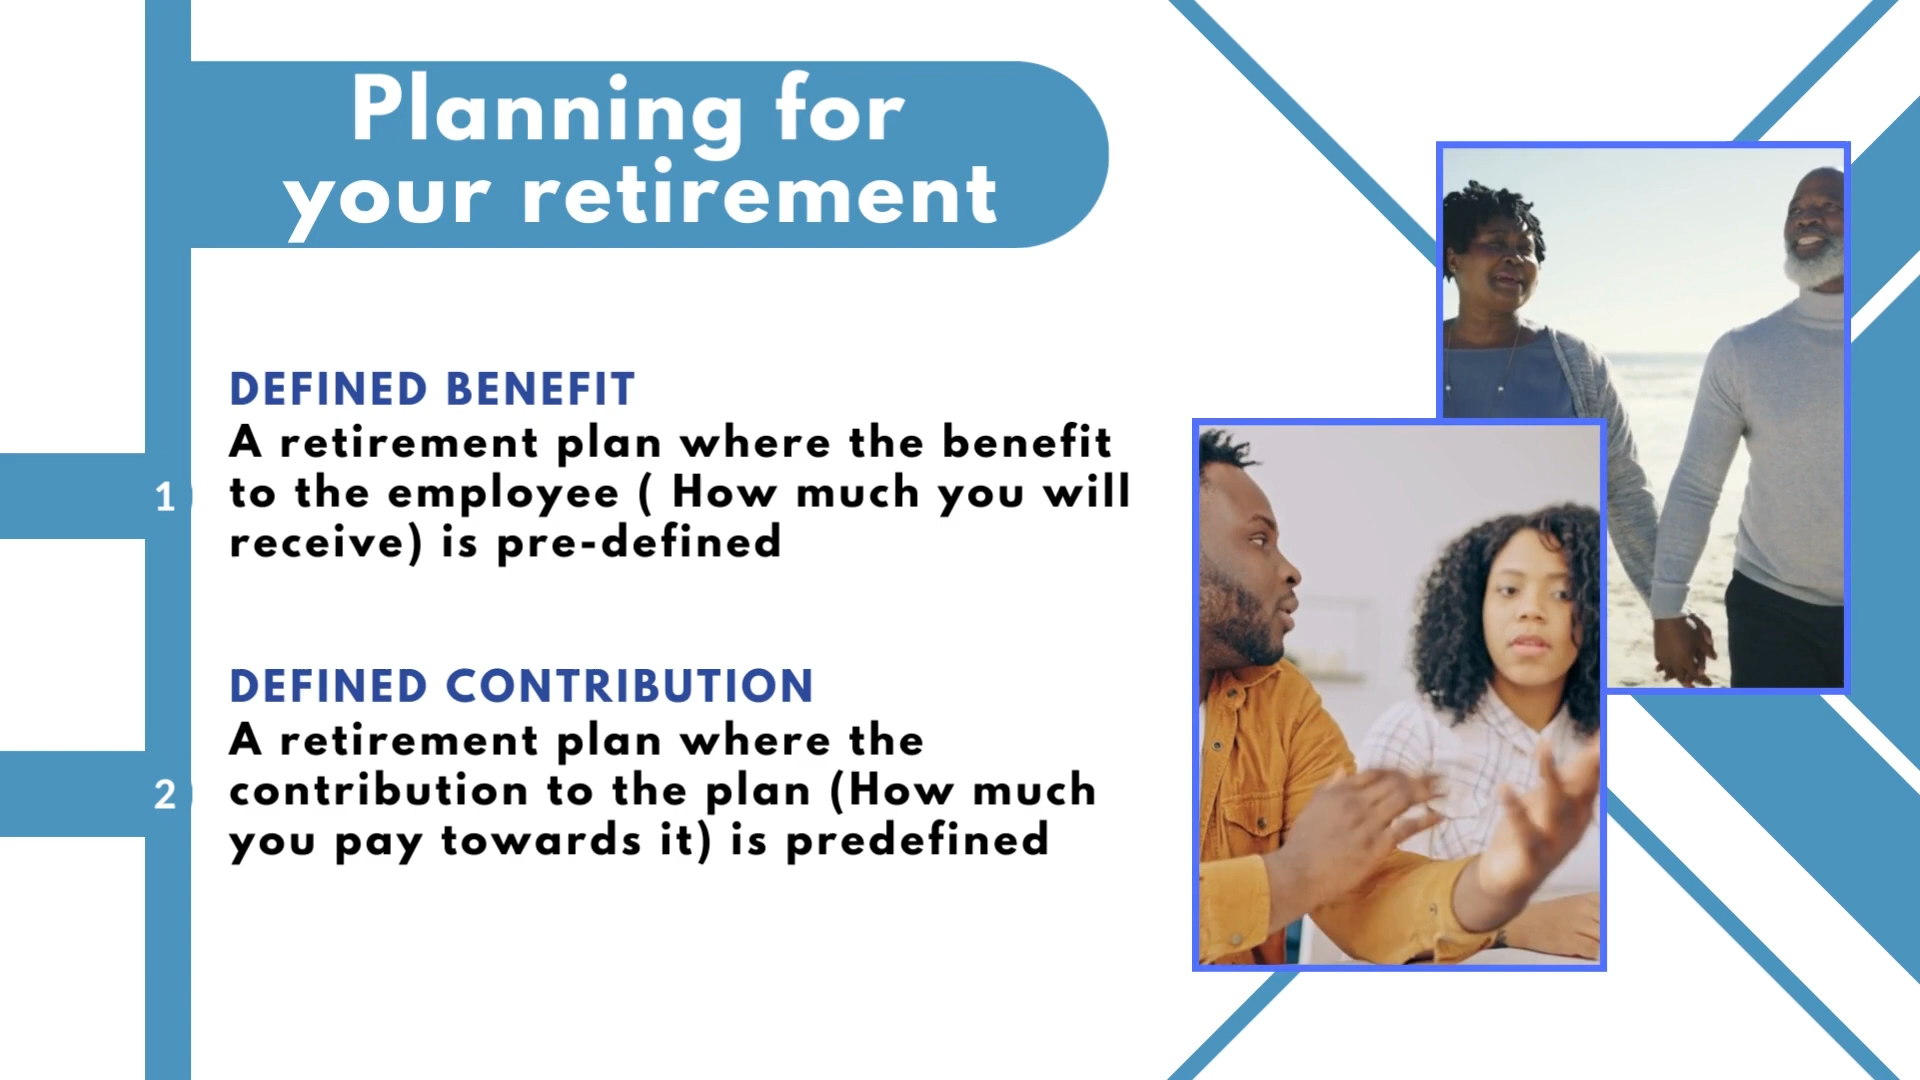 Planning for
your retirement
DEFINED BENEFIT
1
A retirement plan where the benefit
to the employee ( How much you will
receive) is pre-defined
DEFINED CONTRIBUTION
2
A retirement plan where the
contribution to the plan (How much
you pay towards it) is predefined